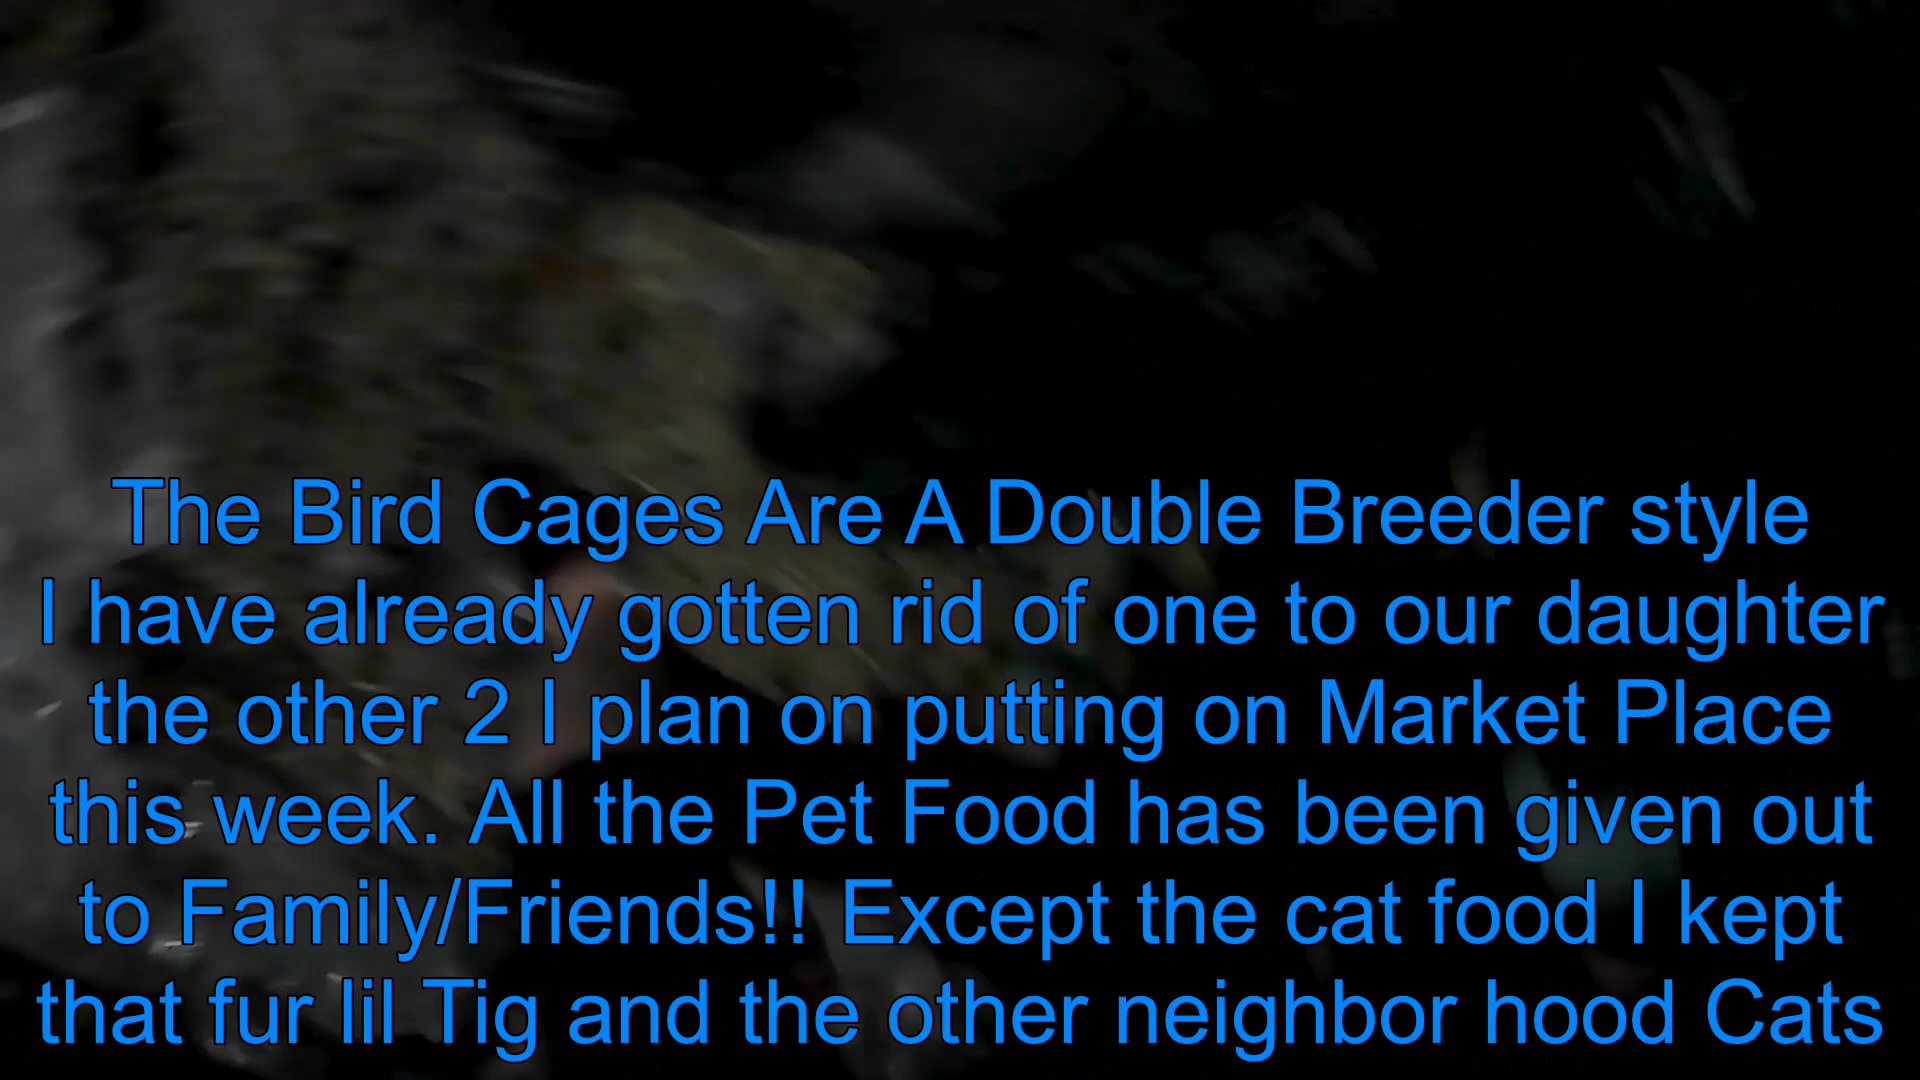 The Bird Cages Are A Double Breeder style
I have already gotten rid of one to our daughter
the other 2 I plan on putting on Market Place
this week. All the Pet Food has been given out
to Family/Friends!! Except the cat food I kept
that fur lil Tig and the other neighbor hood Cats